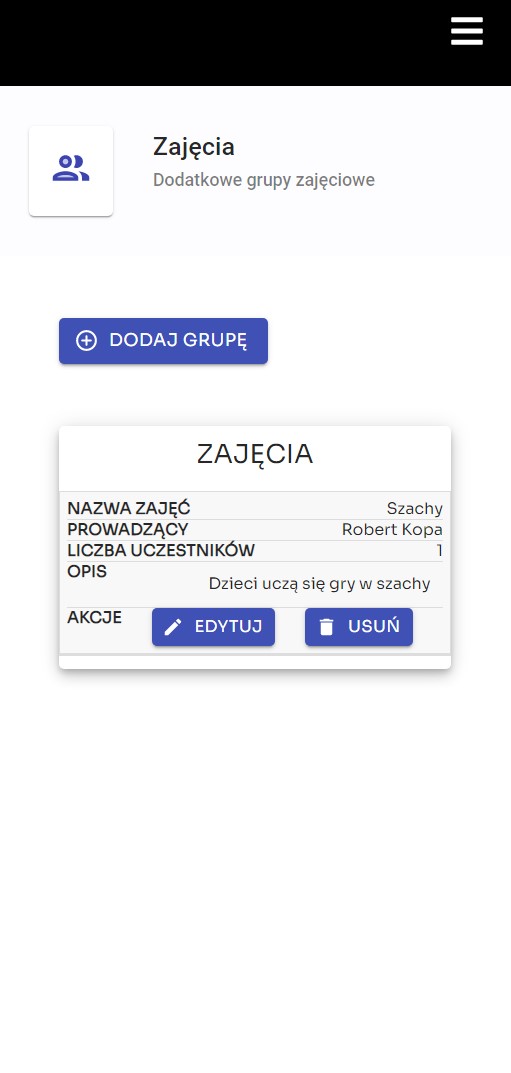 Zajęcia
Dodatkowe grupy zajęciowe
DODAJ GRUPĘ
ZAJĘCIA
NAZWA ZAJĘĆ Szachy
PROWADZĄCY Robert Kopa
LICZBA UCZESTNIKÓW 1
OPIS
Dzieci uczą się gry w szachy
AKCJE EDYTUJ USUŃ